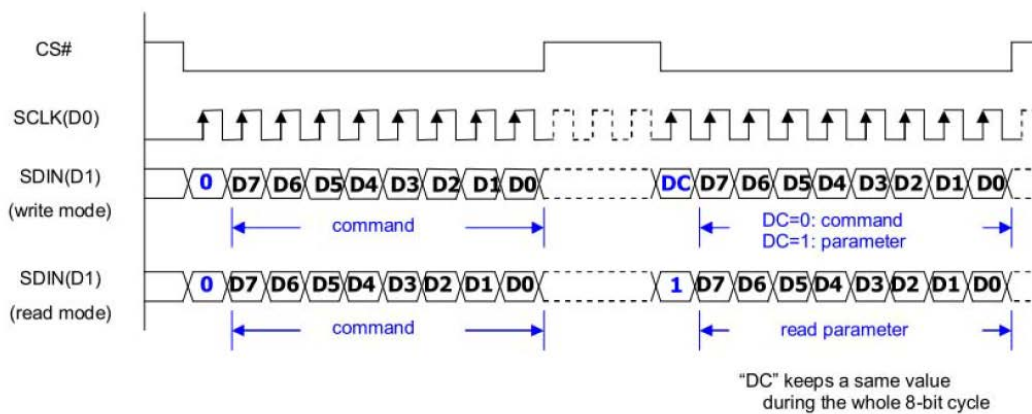 CS#
SCLK(D0)
SDIN(D1) 0 D7 D6 D5 D4 D3 D2 D1 D0 DC D7 D6 D5 D4 D3 D2 D1 D0
(write mode) command DC=0: command
DC=1: parameter
SDIN(D1) 0 D7 D6 D5 D4 D3 D2 D1 D0 1 D7 D6 D5 D4 D3 D2 D1 D0
(read mode) command read parameter
“DC” keeps a same value
during the whole 8-bit cycle